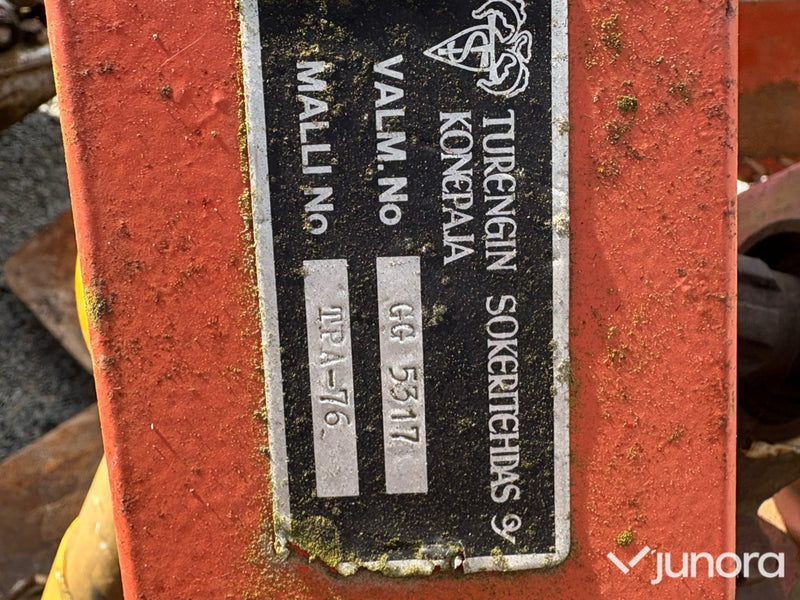 TURENGIN SOKERITEHDAS Oy
KONEPAJA
VALM.No GG 5317
MALLI No TPA-76
junora